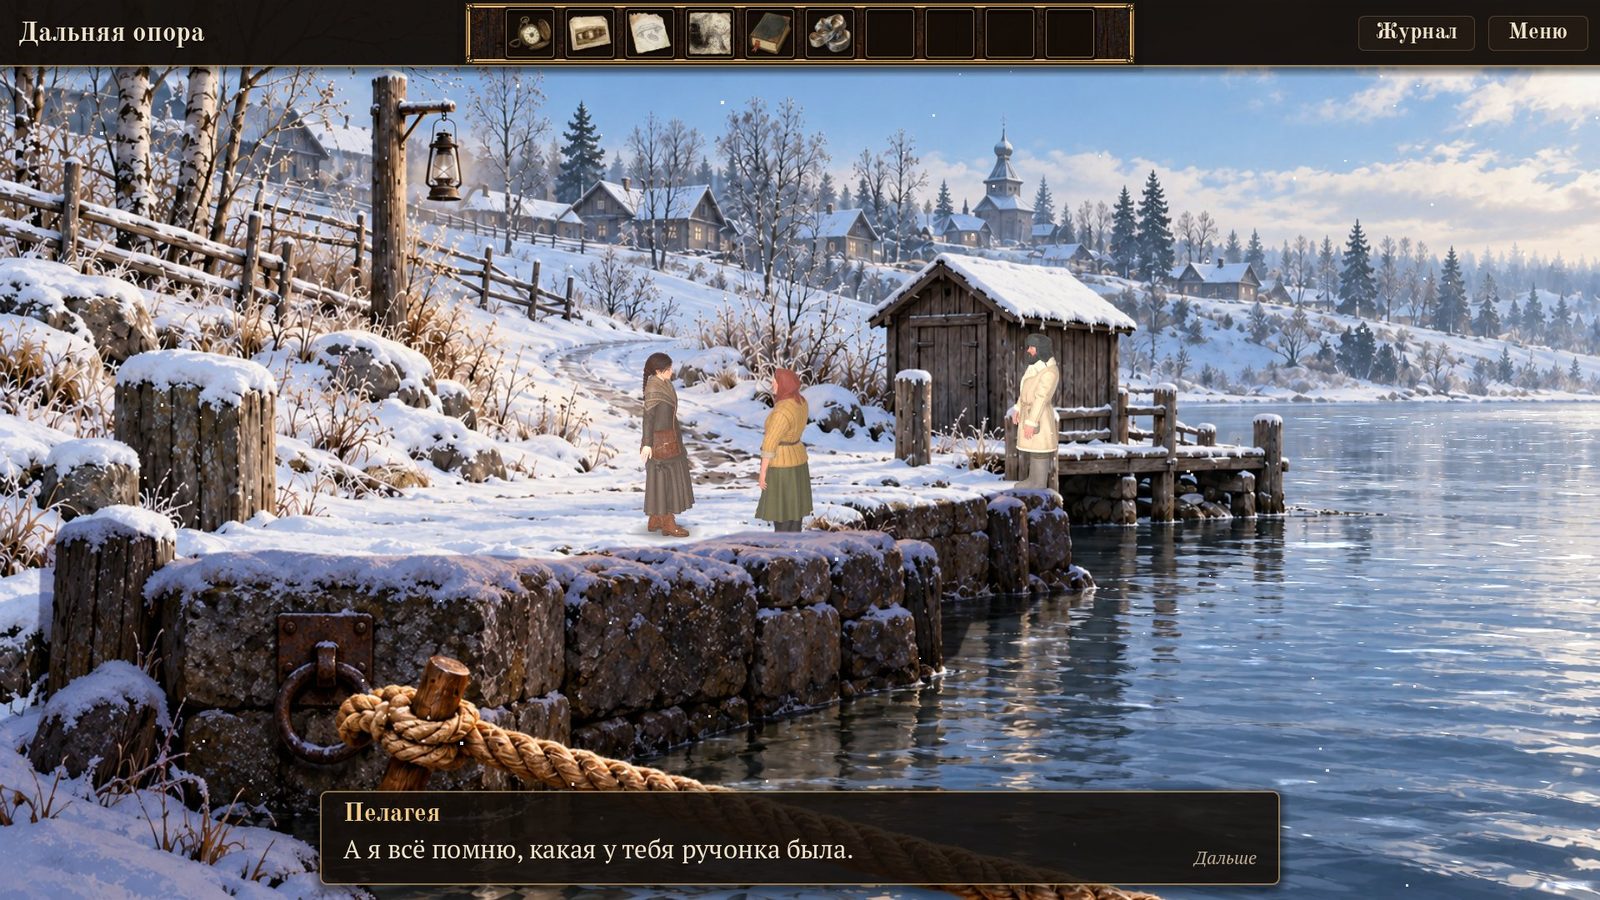 Дальняя опора
Журнал
Меню
Пелагея
А я всё помню, какая у тебя ручонка была.
Дальше